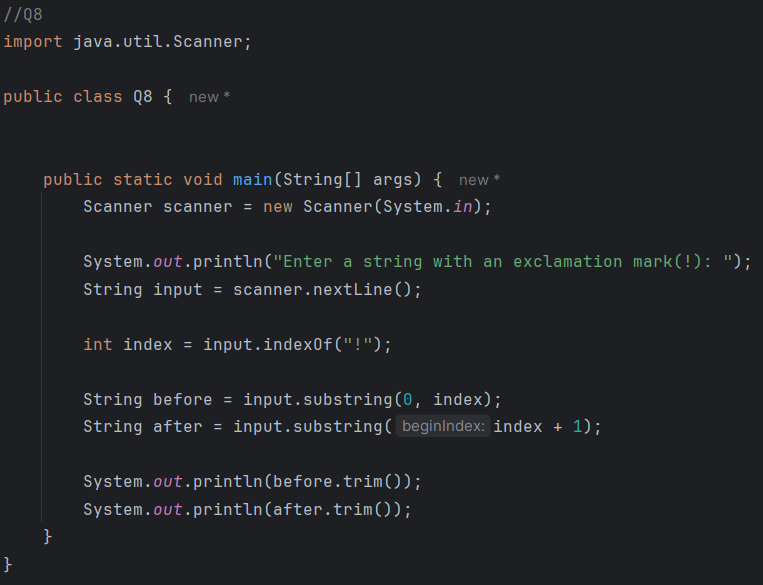 //Q8
import java.util.Scanner;
public class Q8 {  new *
public static void main(String[] args) {  new *
Scanner scanner = new Scanner(System.in);
System.out.println("Enter a string with an exclamation mark(!): ");
String input = scanner.nextLine();
int index = input.indexOf("!");
String before = input.substring(0, index);
String after = input.substring( beginIndex: index + 1);
System.out.println(before.trim());
System.out.println(after.trim());
}
}